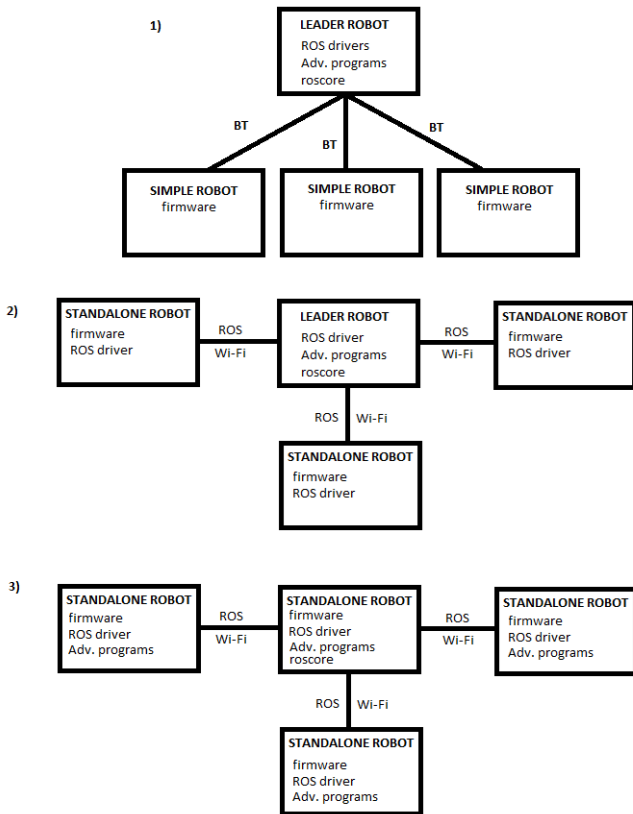 1)
LEADER ROBOT
ROS drivers
Adv. programs
roscore
BT
BT
BT
SIMPLE ROBOT
firmware
SIMPLE ROBOT
firmware
SIMPLE ROBOT
firmware
2)
STANDALONE ROBOT
firmware
ROS driver
ROS
Wi-Fi
LEADER ROBOT
ROS driver
Adv. programs
roscore
ROS
Wi-Fi
STANDALONE ROBOT
firmware
ROS driver
ROS
Wi-Fi
STANDALONE ROBOT
firmware
ROS driver
3)
STANDALONE ROBOT
firmware
ROS driver
Adv. programs
ROS
Wi-Fi
STANDALONE ROBOT
firmware
ROS driver
Adv. programs
roscore
ROS
Wi-Fi
STANDALONE ROBOT
firmware
ROS driver
Adv. programs
ROS
Wi-Fi
STANDALONE ROBOT
firmware
ROS driver
Adv. programs